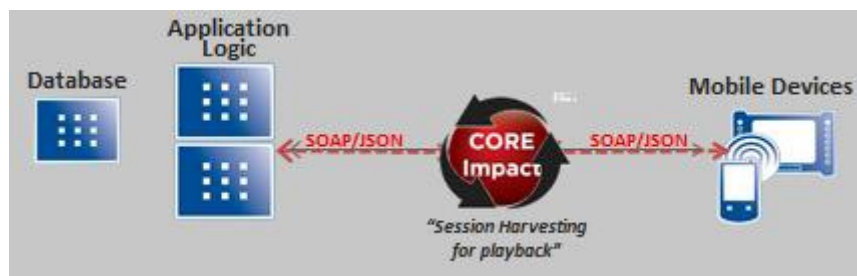 Application
Logic
Database
Mobile Devices
SOAP/JSON
CORE
Impact
SOAP/JSON
"Session Harvesting
for playback"